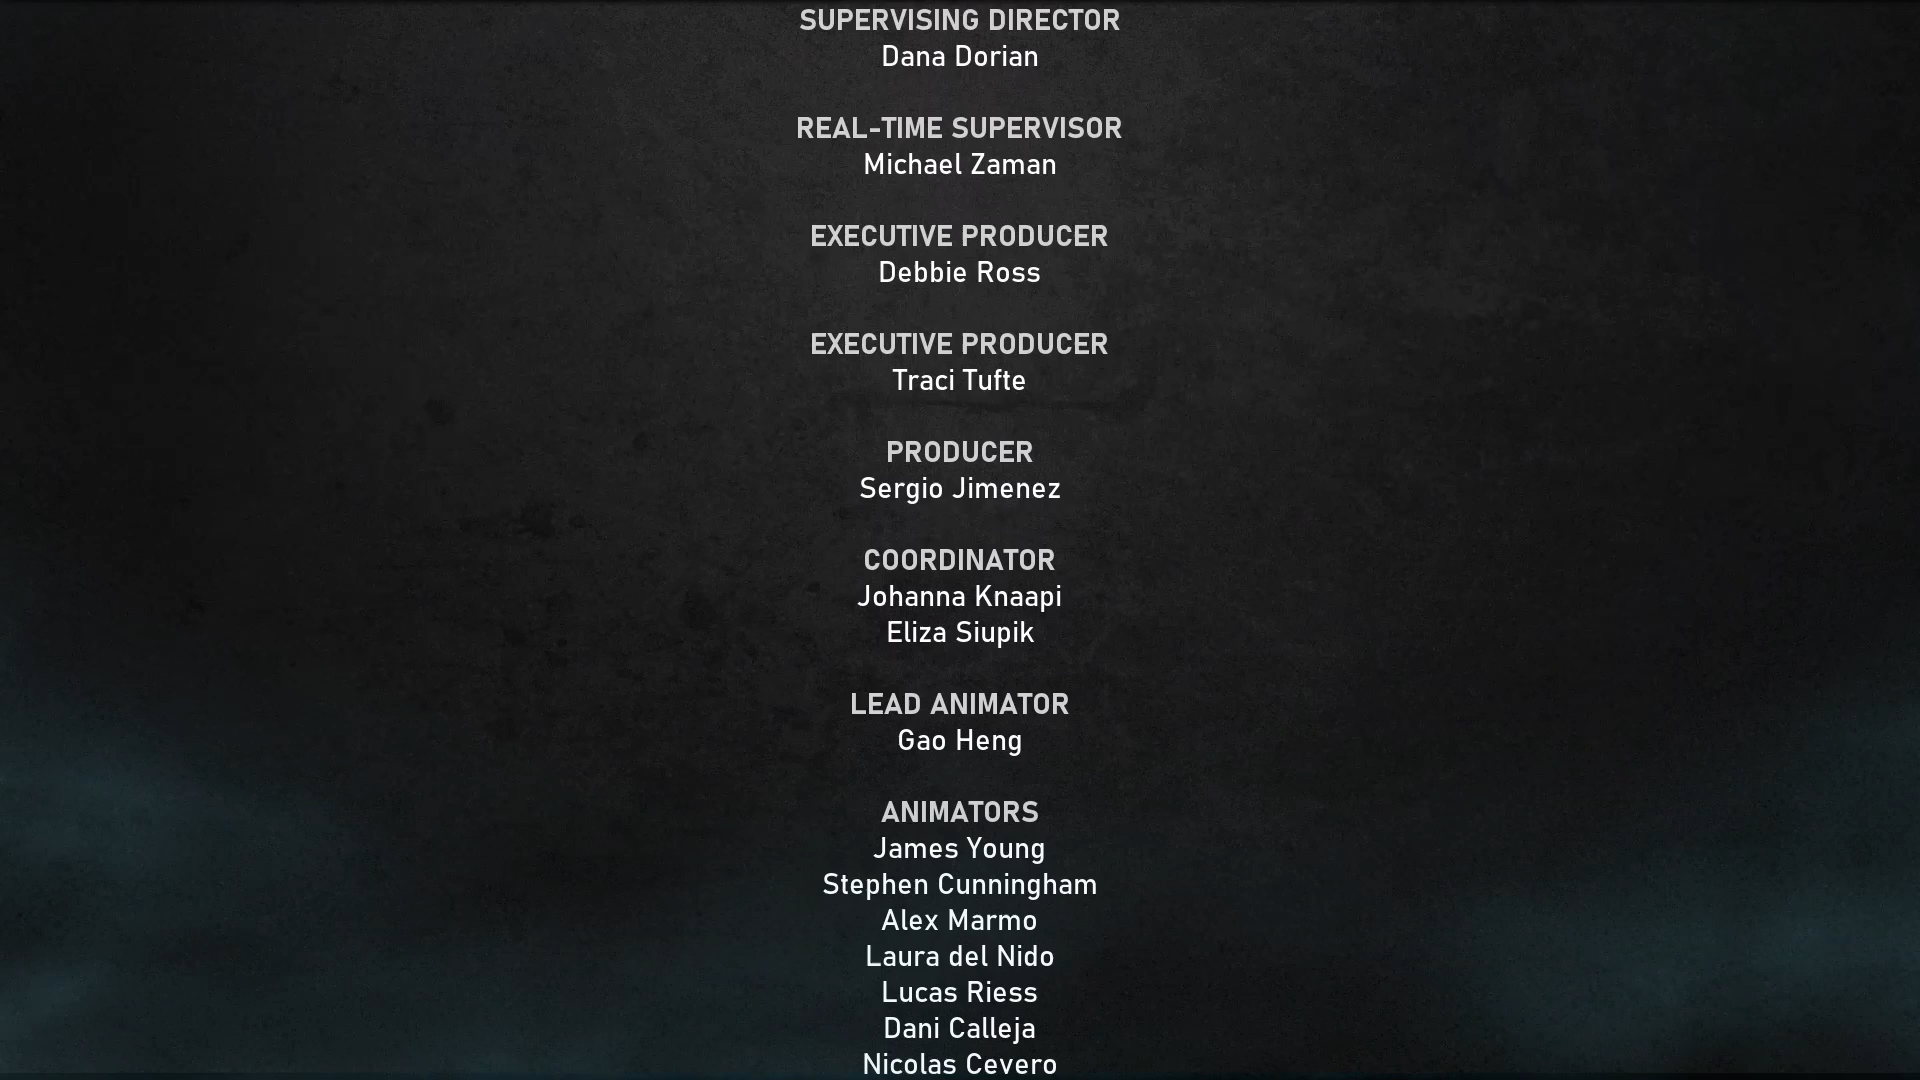 SUPERVISING DIRECTOR
Dana Dorian
REAL-TIME SUPERVISOR
Michael Zaman
EXECUTIVE PRODUCER
Debbie Ross
EXECUTIVE PRODUCER
Traci Tufte
PRODUCER
Sergio Jimenez
COORDINATOR
Johanna Knaapi
Eliza Siupik
LEAD ANIMATOR
Gao Heng
ANIMATORS
James Young
Stephen Cunningham
Alex Marmo
Laura del Nido
Lucas Riess
Dani Calleja
Nicolas Cevero